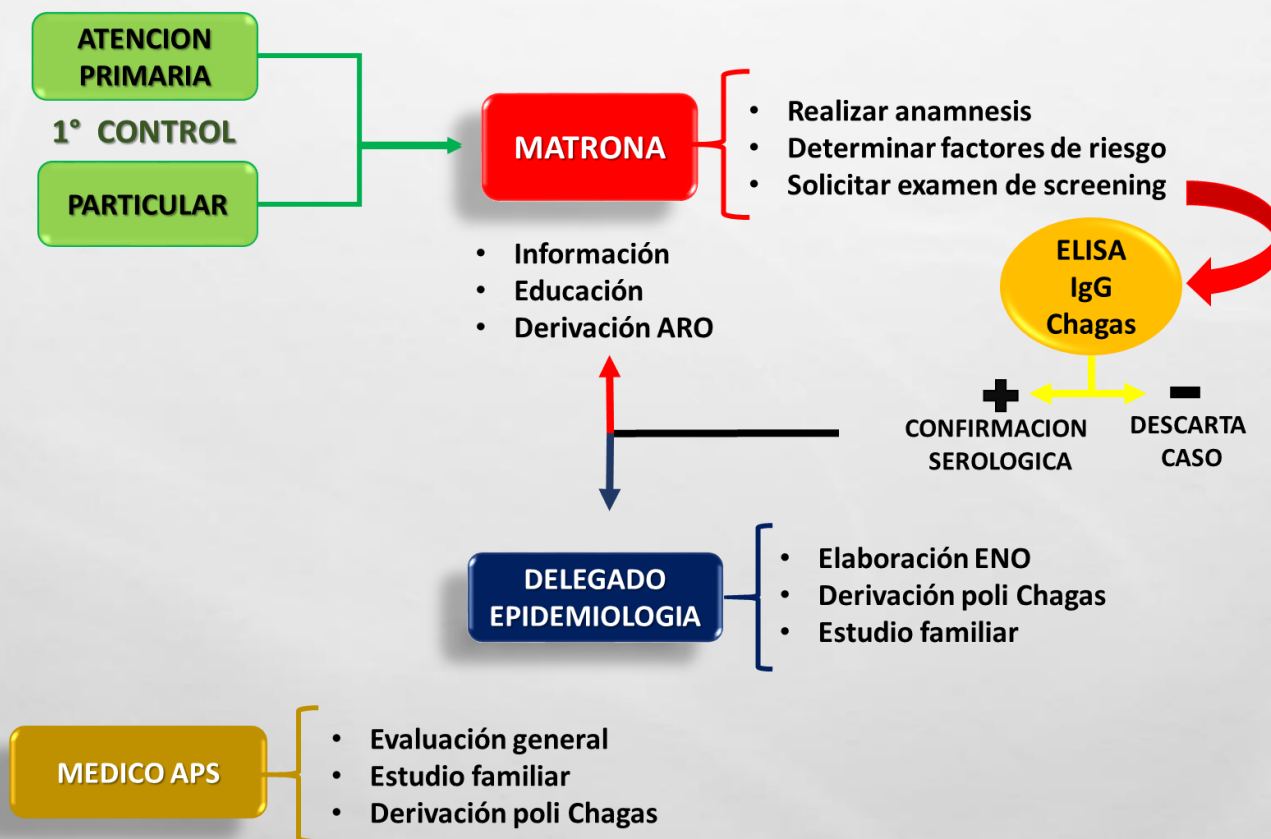 ATENCION
PRIMARIA
1° CONTROL
PARTICULAR
MATRONA
• Realizar anamnesis
• Determinar factores de riesgo
• Solicitar examen de screening
• Información
• Educación
• Derivación ARO
ELISA
IgG
Chagas
+
-
CONFIRMACION
SEROLOGICA
DESCARTA
CASO
DELEGADO
EPIDEMIOLOGIA
• Elaboración ENO
• Derivación poli Chagas
• Estudio familiar
MEDICO APS
• Evaluación general
• Estudio familiar
• Derivación poli Chagas